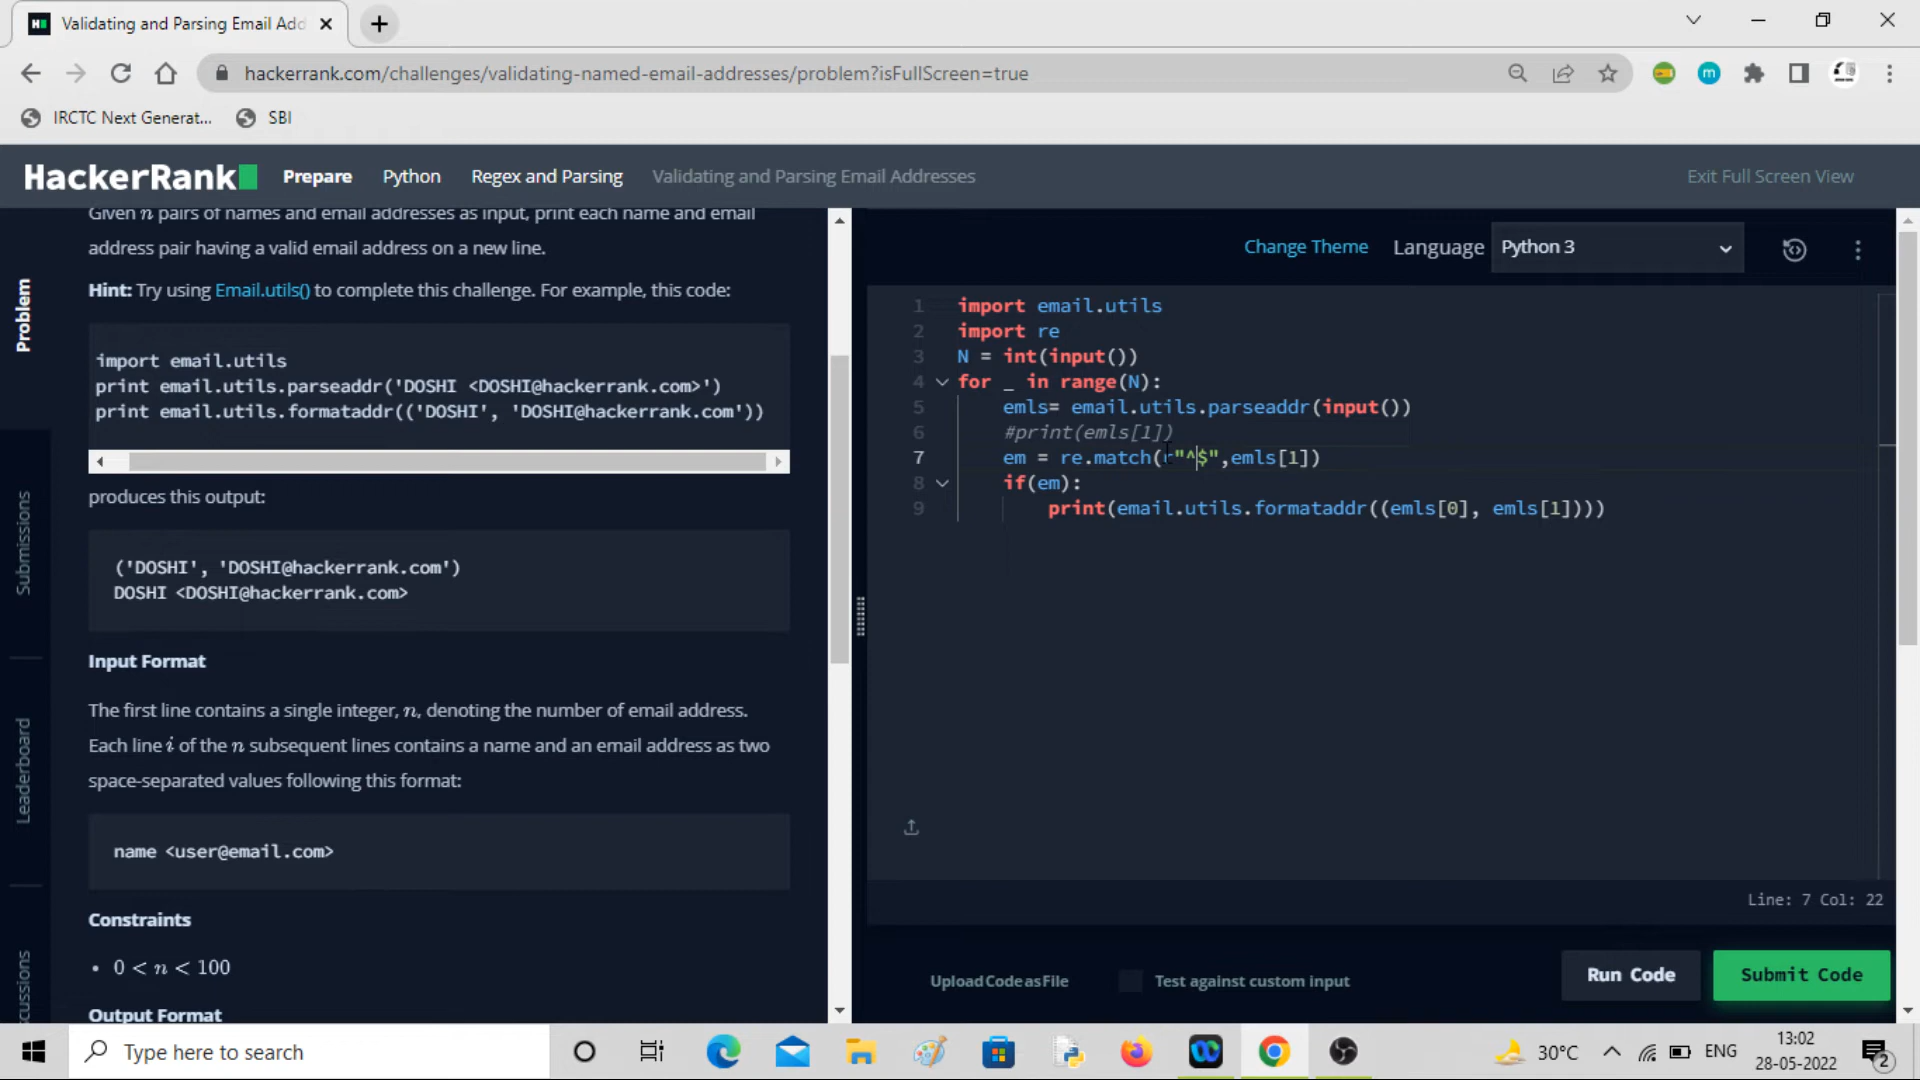 Validating and Parsing Email Add
hackerrank.com/challenges/validating-named-email-addresses/problem?isFullScreen=true
IRCTC Next Generat...
SBI
HackerRank
Prepare
Python
Regex and Parsing
Validating and Parsing Email Addresses
Exit Full Screen View
Problem
Submissions
Leaderboard
cussions
Given n pairs of names and email addresses as input, print each name and email
address pair having a valid email address on a new line.
Hint: Try using Email.utils() to complete this challenge. For example, this code:
import email.utils
print email.utils.parseaddr('DOSHI <DOSHI@hackerrank.com>')
print email.utils.formataddr(('DOSHI', 'DOSHI@hackerrank.com'))
produces this output:
('DOSHI', 'DOSHI@hackerrank.com')
DOSHI <DOSHI@hackerrank.com>
Input Format
The first line contains a single integer, n, denoting the number of email address.
Each line i of the n subsequent lines contains a name and an email address as two
space-separated values following this format:
name <user@email.com>
Constraints
• 0 < n < 100
Output Format
Change Theme
Language
Python 3
1 import email.utils
2 import re
3 N = int(input())
4 for _ in range(N):
5 emls= email.utils.parseaddr(input())
6 #print(emls[1])
7 em = re.match(r"^$",emls[1])
8 if(em):
9 print(email.utils.formataddr((emls[0], emls[1])))
Line: 7 Col: 22
Upload Code as File
Test against custom input
Run Code
Submit Code
Type here to search
30°C
ENG
13:02
28-05-2022
2